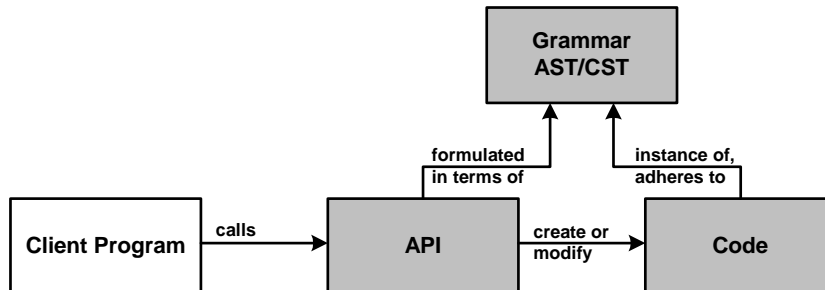 Grammar
AST/CST
formulated
in terms of
instance of,
adheres to
Client Program
calls
API
create or
modify
Code